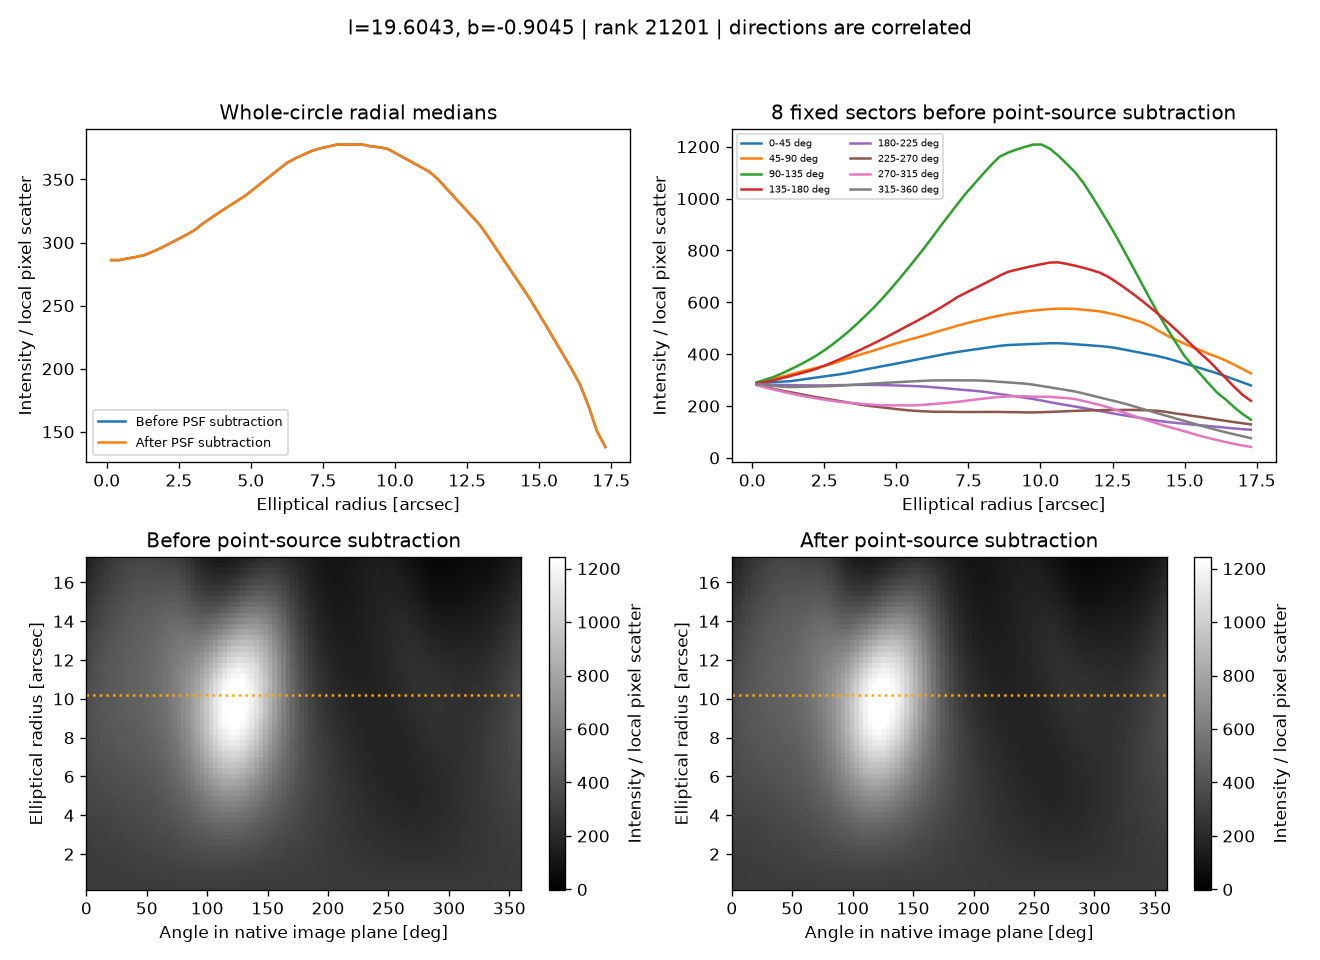 l=19.6043, b=-0.9045 | rank 21201 | directions are correlated
Whole-circle radial medians
Intensity / local pixel scatter
350
300
250
200
150
Before PSF subtraction
After PSF subtraction
0.0 2.5 5.0 7.5 10.0 12.5 15.0 17.5
Elliptical radius [arcsec]
8 fixed sectors before point-source subtraction
Intensity / local pixel scatter
1200
1000
800
600
400
200
0
0-45 deg
45-90 deg
90-135 deg
135-180 deg
180-225 deg
225-270 deg
270-315 deg
315-360 deg
0.0 2.5 5.0 7.5 10.0 12.5 15.0 17.5
Elliptical radius [arcsec]
Before point-source subtraction
Elliptical radius [arcsec]
16
14
12
10
8
6
4
2
0 50 100 150 200 250 300 350
Angle in native image plane [deg]
1200
1000
800
600
400
200
0
Intensity / local pixel scatter
After point-source subtraction
Elliptical radius [arcsec]
16
14
12
10
8
6
4
2
0 50 100 150 200 250 300 350
Angle in native image plane [deg]
1200
1000
800
600
400
200
0
Intensity / local pixel scatter